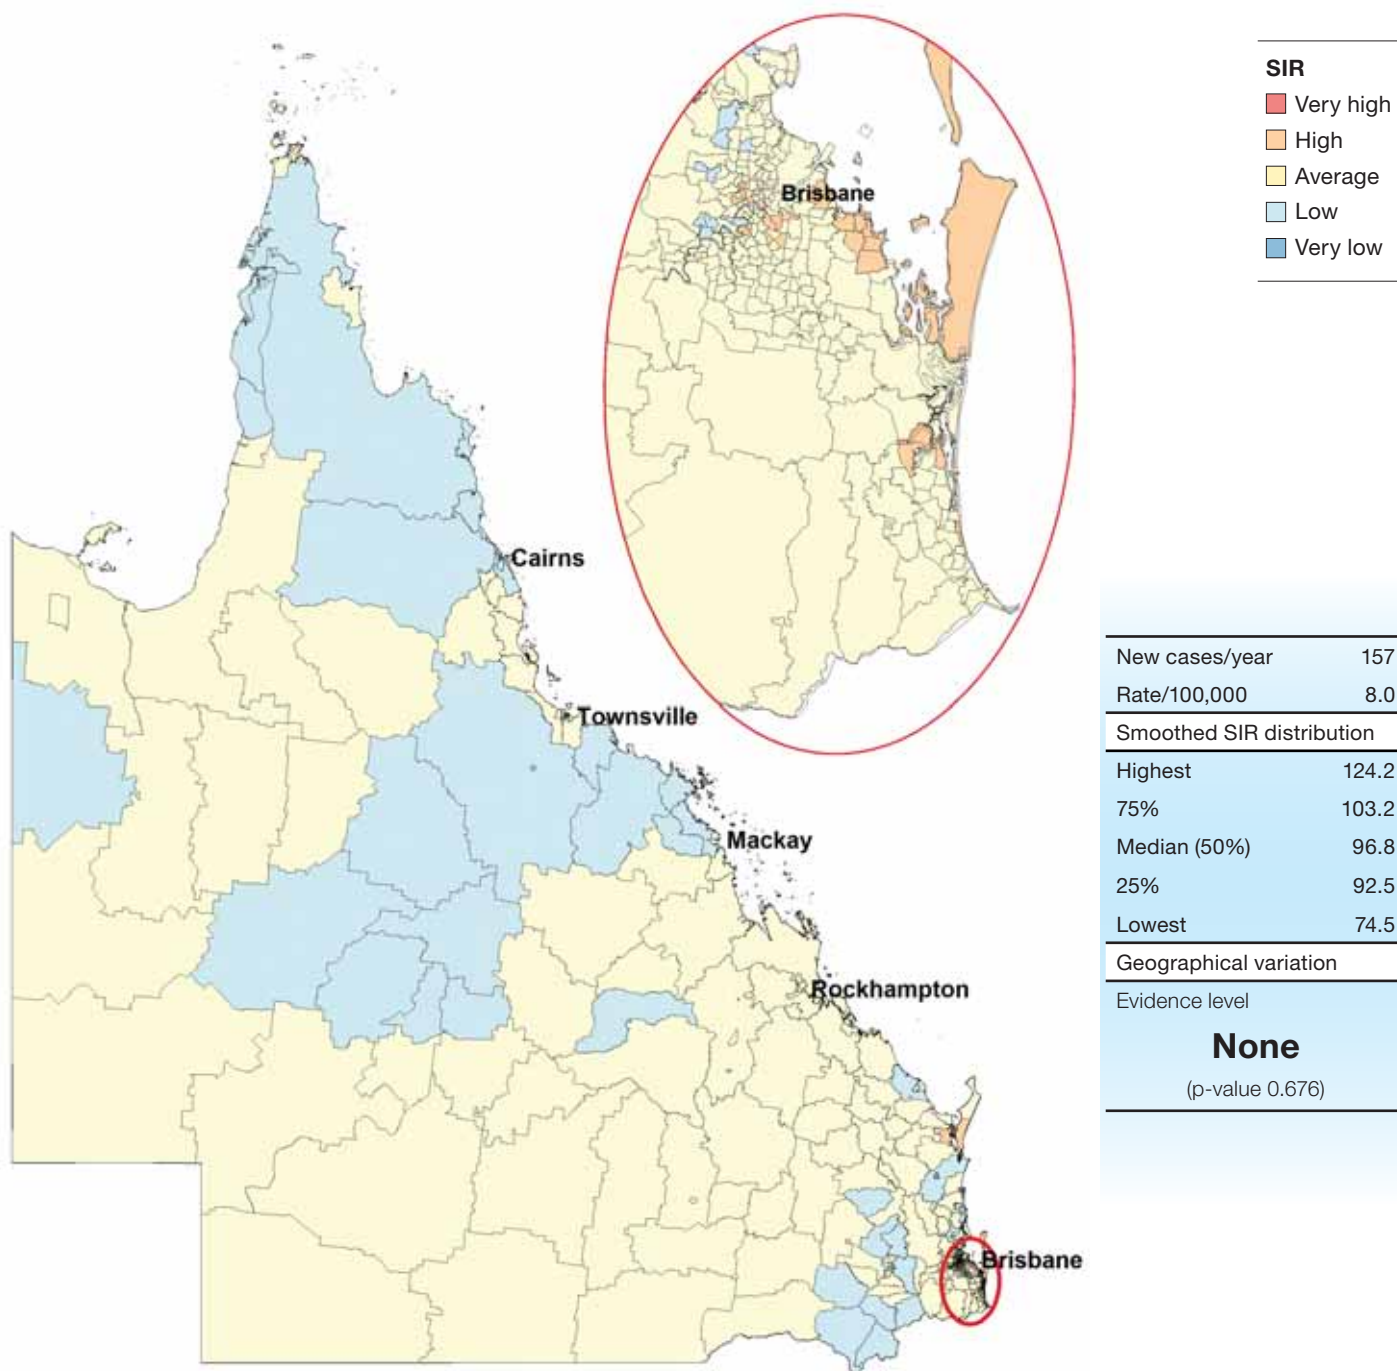 SIR
Very high
High
Average
Low
Very low
Brisbane
Cairns
Townsville
Mackay
Rockhampton
Brisbane
New cases/year 157
Rate/100,000 8.0
Smoothed SIR distribution
Highest 124.2
75% 103.2
Median (50%) 96.8
25% 92.5
Lowest 74.5
Geographical variation
Evidence level
None
(p-value 0.676)